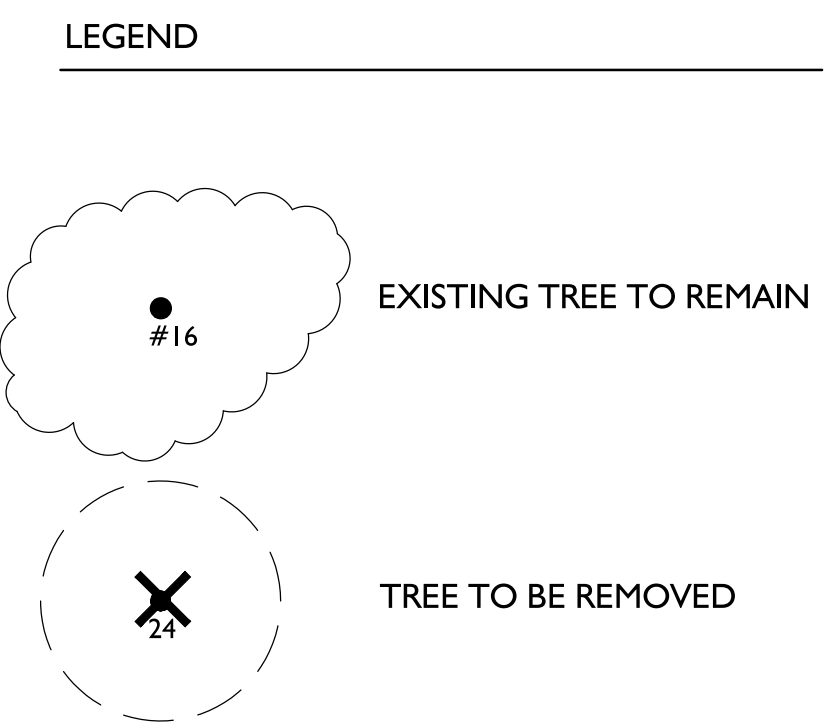 LEGEND
EXISTING TREE TO REMAIN
#16
TREE TO BE REMOVED
24